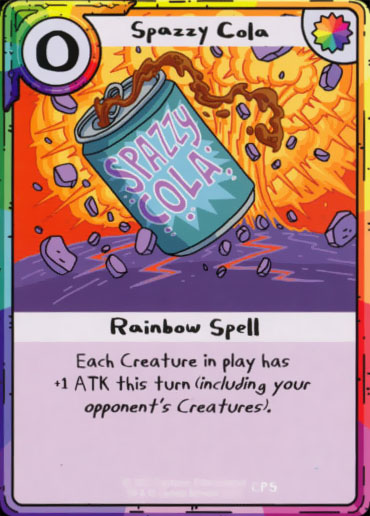 0
Spazzy Cola
SPAZZY
COLA
Rainbow Spell
Each Creature in play has
+1 ATK this turn (including your
opponent's Creatures).
CP5